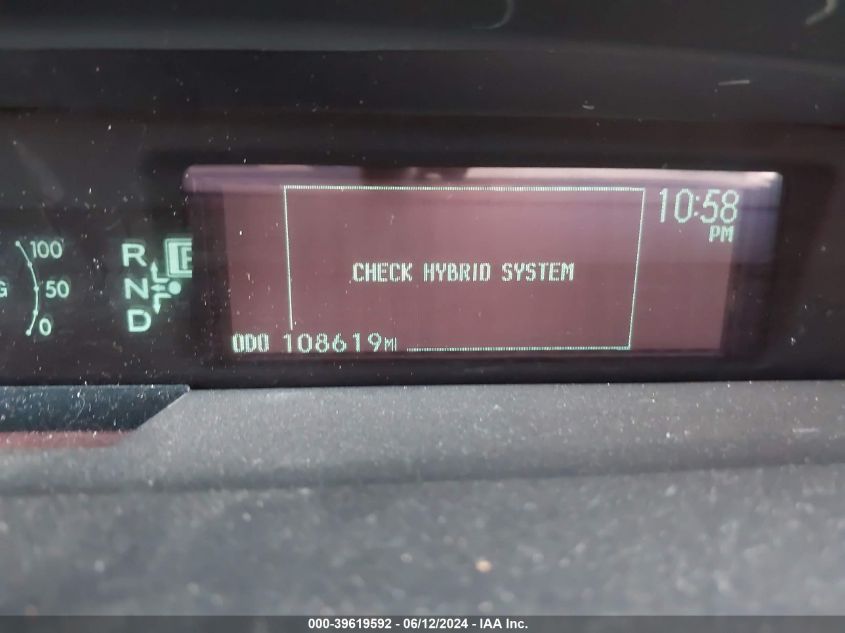 10:58
PM
100
R P
CHECK HYBRID SYSTEM
G 50 N
0 D
ODO 108619MI
000-39619592 - 06/12/2024 - IAA Inc.